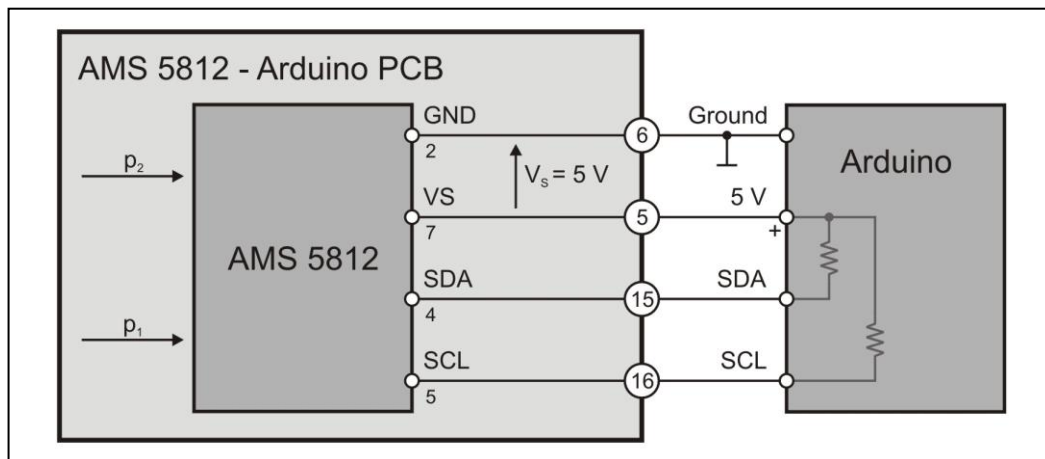 AMS 5812 - Arduino PCB
GND
Ground
2
6
Arduino
p₂
Vₛ = 5 V
VS
5 V
7
5
+
AMS 5812
SDA
SDA
4
15
p₁
SCL
SCL
5
16